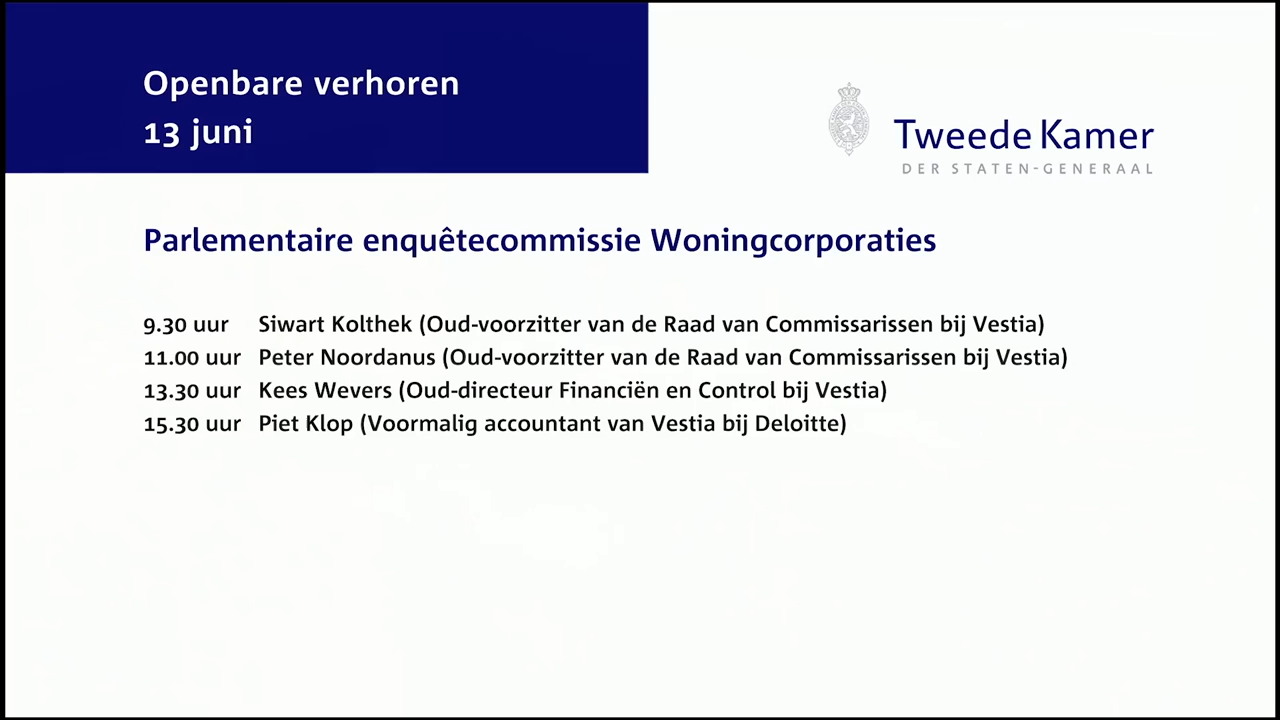 Openbare verhoren
13 juni
Tweede Kamer
DER STATEN-GENERAAL
Parlementaire enquêtecommissie Woningcorporaties
9.30 uur Siwart Kolthek (Oud-voorzitter van de Raad van Commissarissen bij Vestia)
11.00 uur Peter Noordanus (Oud-voorzitter van de Raad van Commissarissen bij Vestia)
13.30 uur Kees Wevers (Oud-directeur Financiën en Control bij Vestia)
15.30 uur Piet Klop (Voormalig accountant van Vestia bij Deloitte)